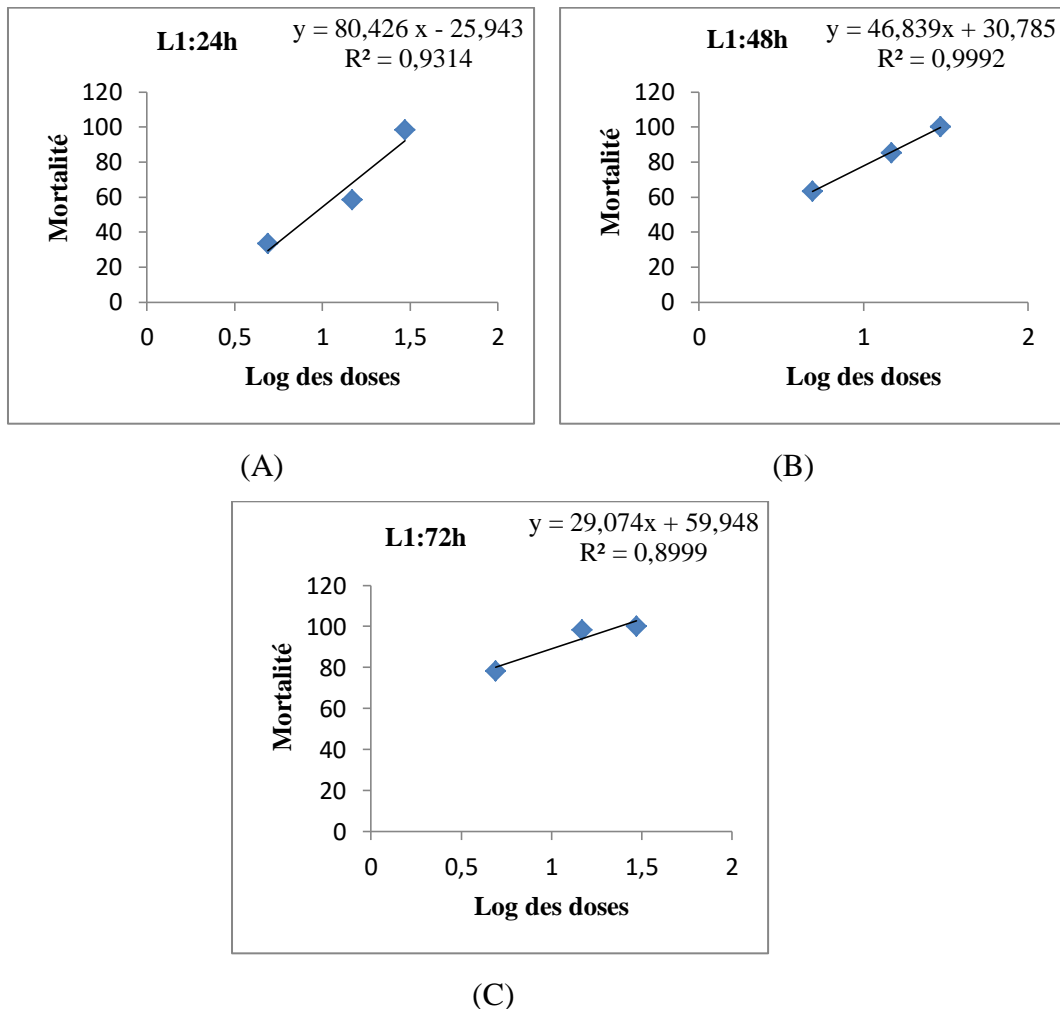 L1:24h
y = 80,426 x - 25,943
R² = 0,9314
Mortalité
120
100
80
60
40
20
0
0 0,5 1 1,5 2
Log des doses
(A)
L1:48h
y = 46,839x + 30,785
R² = 0,9992
Mortalité
120
100
80
60
40
20
0
0 1 2
Log des doses
(B)
L1:72h
y = 29,074x + 59,948
R² = 0,8999
Mortalité
120
100
80
60
40
20
0
0 0,5 1 1,5 2
Log des doses
(C)